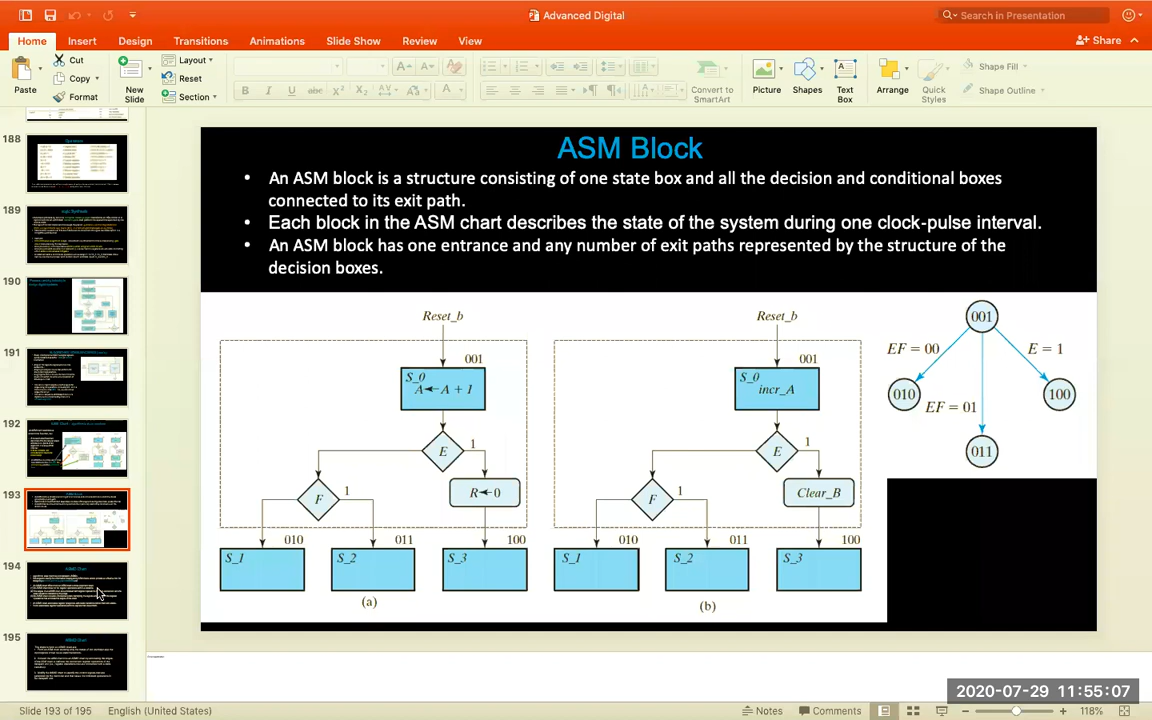 Advanced Digital
Search in Presentation
Home Insert Design Transitions Animations Slide Show Review View
Share
Paste
Cut
Copy
Format
New Slide
Layout
Reset
Section
B I U abc X² X₂ AV Aa A
Convert to SmartArt
Picture
Shapes
Text Box
Arrange
Quick Styles
Shape Fill
Shape Outline
188
189
190
191
192
193
194
195
ASM Block
• An ASM block is a structure consisting of one state box and all the decision and conditional boxes
connected to its exit path.
• Each block in the ASM chart describes the state of the system during one clock-pulse interval.
• An ASM block has one entrance and any number of exit paths represented by the structure of the
decision boxes.
Reset_b
001
S_0
A ← A + 1
E
1
F
1
R ← 0
010
011
100
S_1
S_2
S_3
(a)
Reset_b
001
S_0
incr_A
E
1
F
1
Clear_B
010
011
100
S_1
S_2
S_3
(b)
001
EF = 00
E = 1
010
EF = 01
100
011
2020-07-29 11:55:07
Slide 193 of 195
English (United States)
Notes
Comments
118%